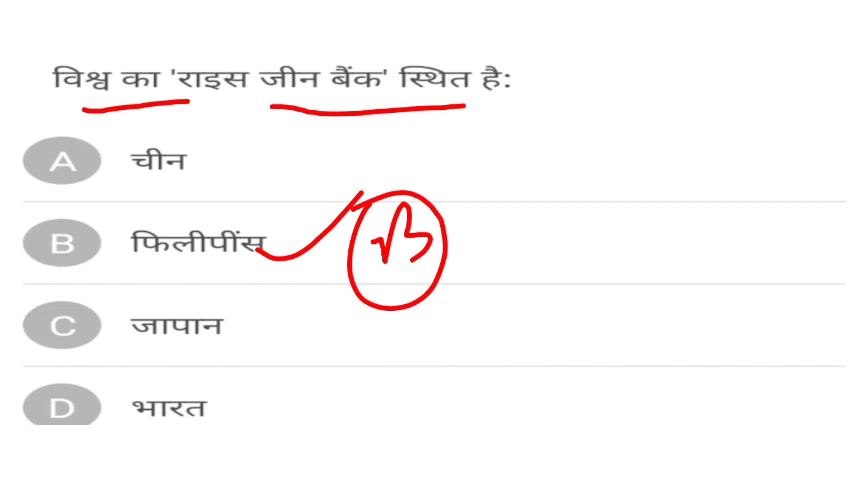 विश्व का 'राइस जीन बैंक' स्थित है:
A चीन
B फिलीपींस
B
C जापान
D भारत